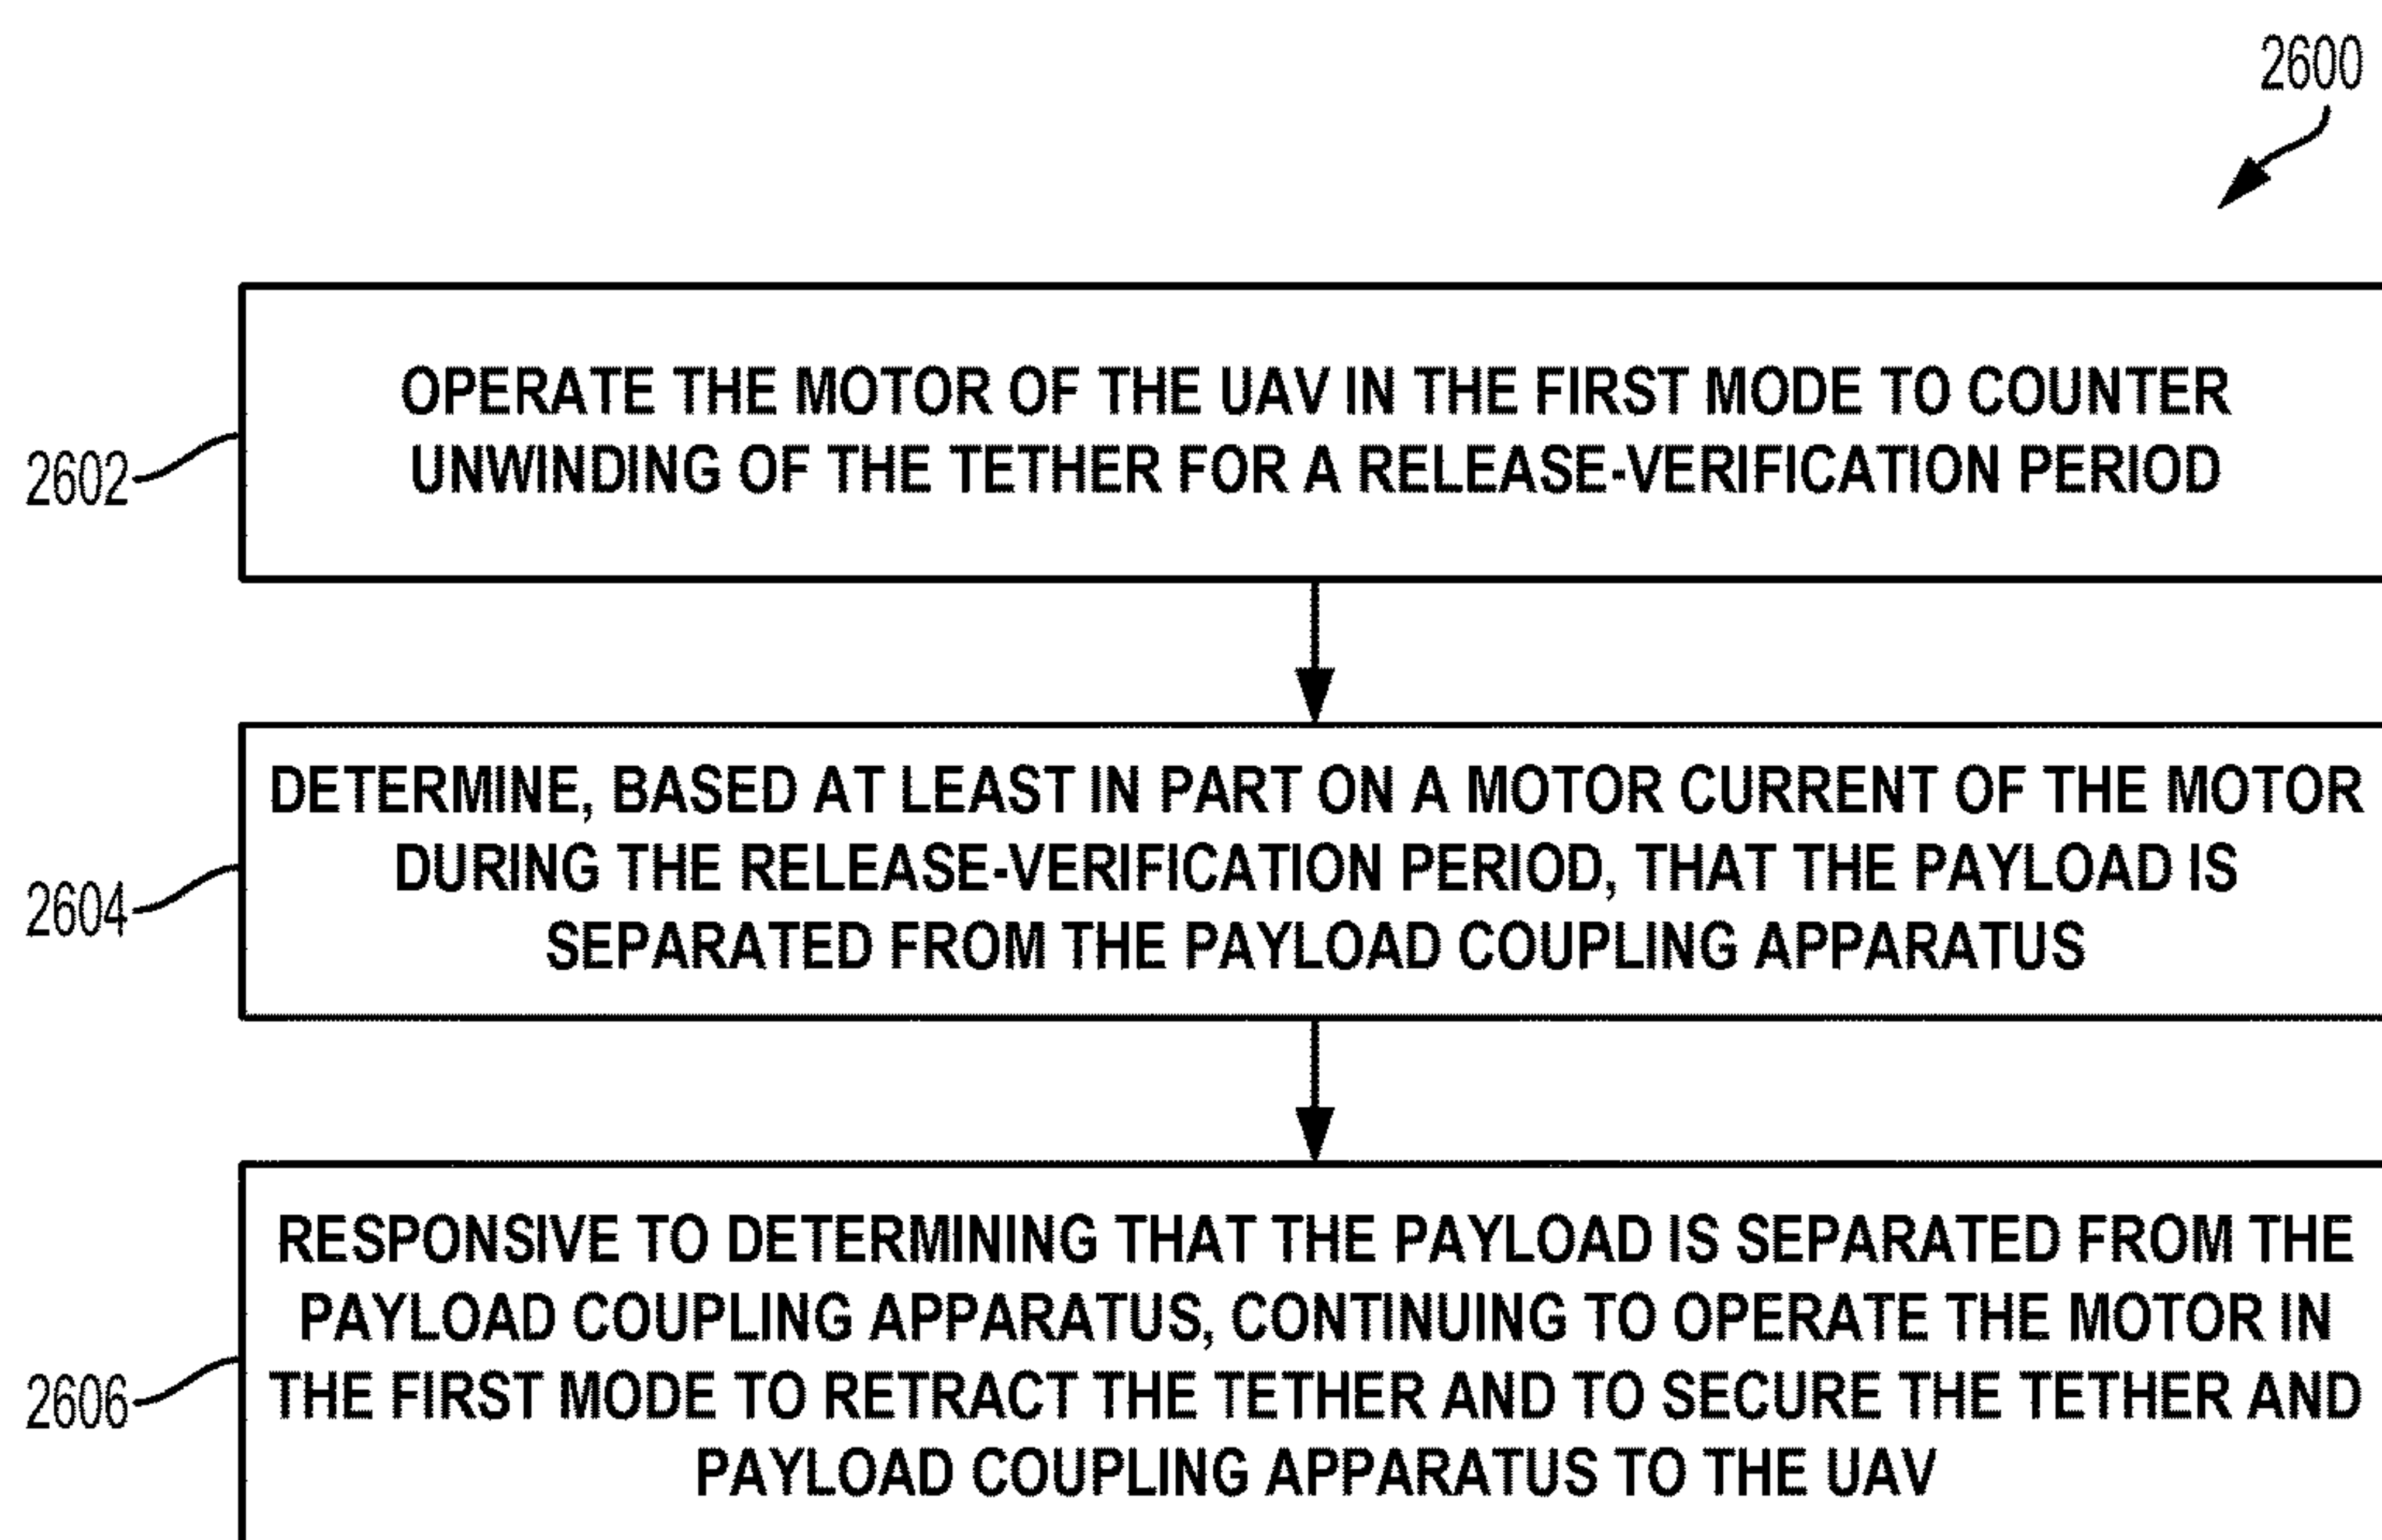 2600
OPERATE THE MOTOR OF THE UAV IN THE FIRST MODE TO COUNTER
UNWINDING OF THE TETHER FOR A RELEASE-VERIFICATION PERIOD
2602
DETERMINE, BASED AT LEAST IN PART ON A MOTOR CURRENT OF THE MOTOR
DURING THE RELEASE-VERIFICATION PERIOD, THAT THE PAYLOAD IS
SEPARATED FROM THE PAYLOAD COUPLING APPARATUS
2604
RESPONSIVE TO DETERMINING THAT THE PAYLOAD IS SEPARATED FROM THE
PAYLOAD COUPLING APPARATUS, CONTINUING TO OPERATE THE MOTOR IN
THE FIRST MODE TO RETRACT THE TETHER AND TO SECURE THE TETHER AND
PAYLOAD COUPLING APPARATUS TO THE UAV
2606